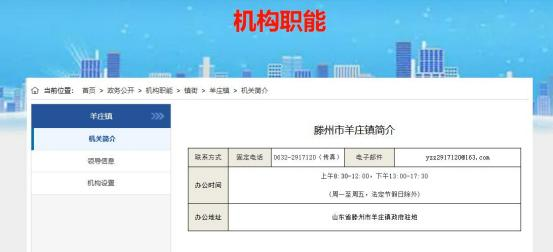 机构职能
当前位置： 首页 > 政务公开 > 机构职能 > 镇街 > 羊庄镇 > 机关简介
羊庄镇 >>>
机关简介
领导信息
机构设置
滕州市羊庄镇简介
联系方式 固定电话 0632-2917120（传真） 电子邮件 yzz2917120@163.com
办公时间 上午8:30-12:00，下午13:00-17:30
(周一至周五，法定节假日除外)
办公地址 山东省滕州市羊庄镇政府驻地